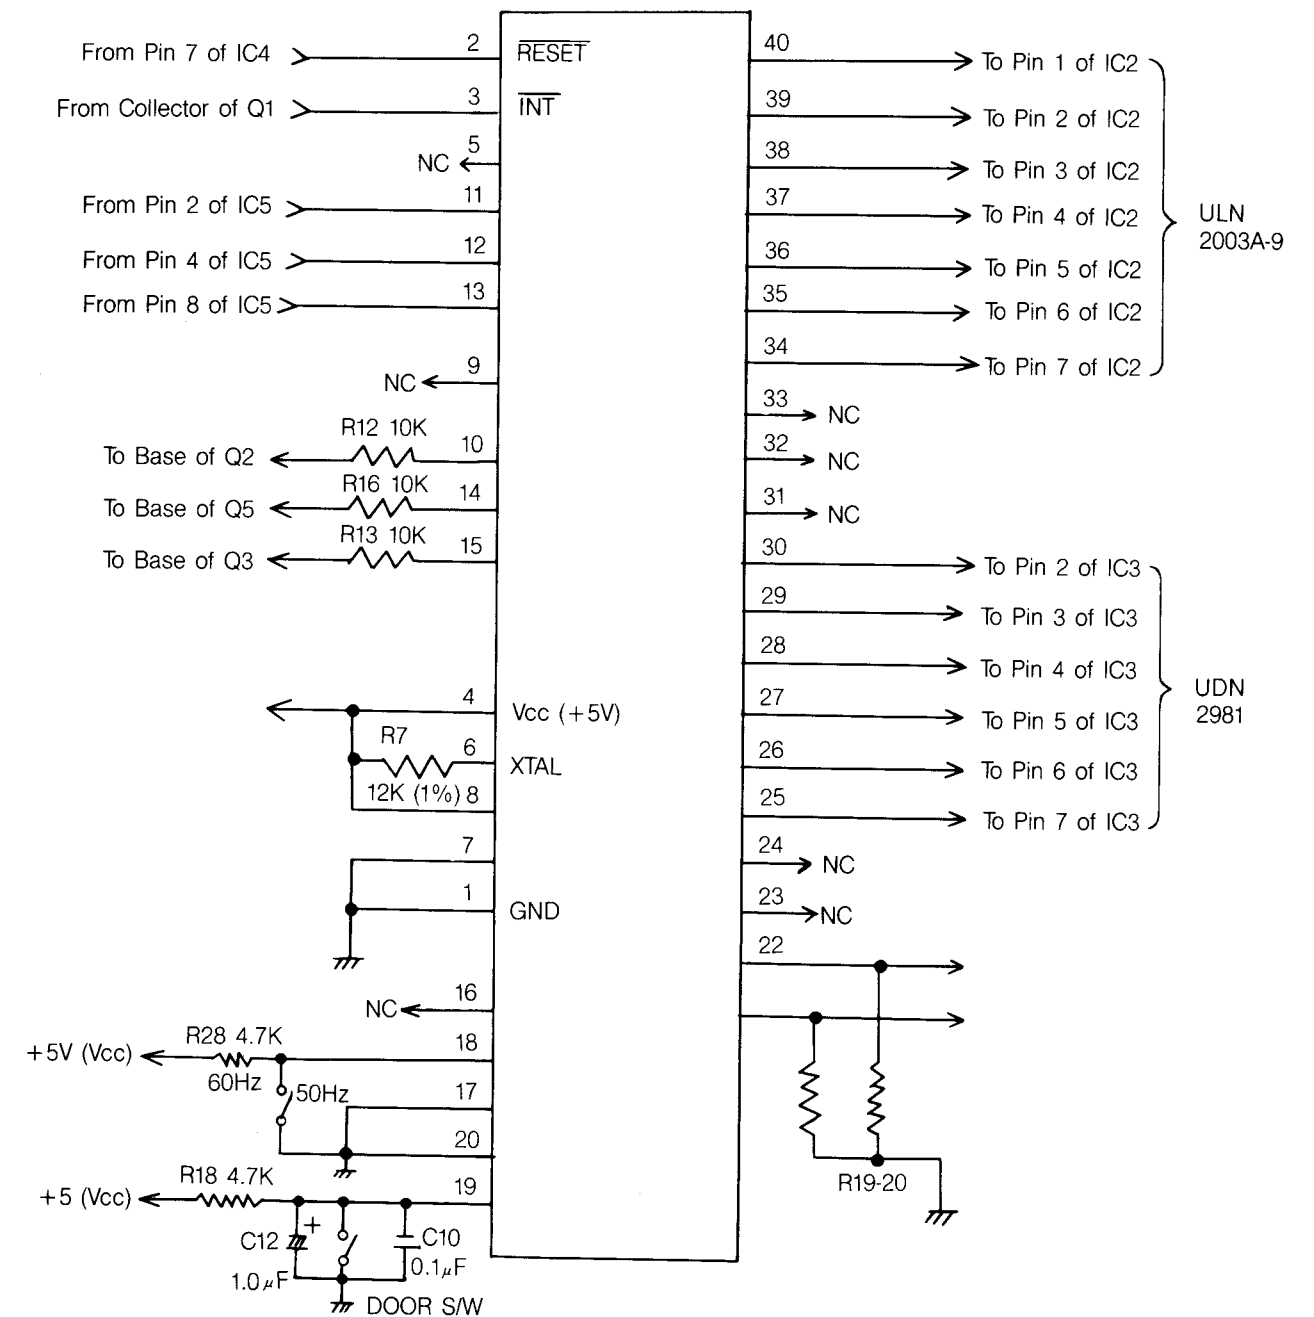 From Pin 7 of IC4
2
RESET
From Collector of Q1
3
INT
NC
5
From Pin 2 of IC5
11
From Pin 4 of IC5
12
From Pin 8 of IC5
13
NC
9
R12 10K
To Base of Q2
10
R16 10K
To Base of Q5
14
R13 10K
To Base of Q3
15
4
Vcc (+5V)
R7
6
XTAL
12K (1%)
8
7
1
GND
NC
16
R28 4.7K
+5V (Vcc)
18
60Hz
50Hz
17
20
R18 4.7K
+5 (Vcc)
19
C12
+
C10
1.0µF
0.1µF
DOOR S/W
40
To Pin 1 of IC2
39
To Pin 2 of IC2
38
To Pin 3 of IC2
37
To Pin 4 of IC2
36
To Pin 5 of IC2
35
To Pin 6 of IC2
34
To Pin 7 of IC2
ULN
2003A-9
33
NC
32
NC
31
NC
30
To Pin 2 of IC3
29
To Pin 3 of IC3
28
To Pin 4 of IC3
27
To Pin 5 of IC3
26
To Pin 6 of IC3
25
To Pin 7 of IC3
UDN
2981
24
NC
23
NC
22
R19-20